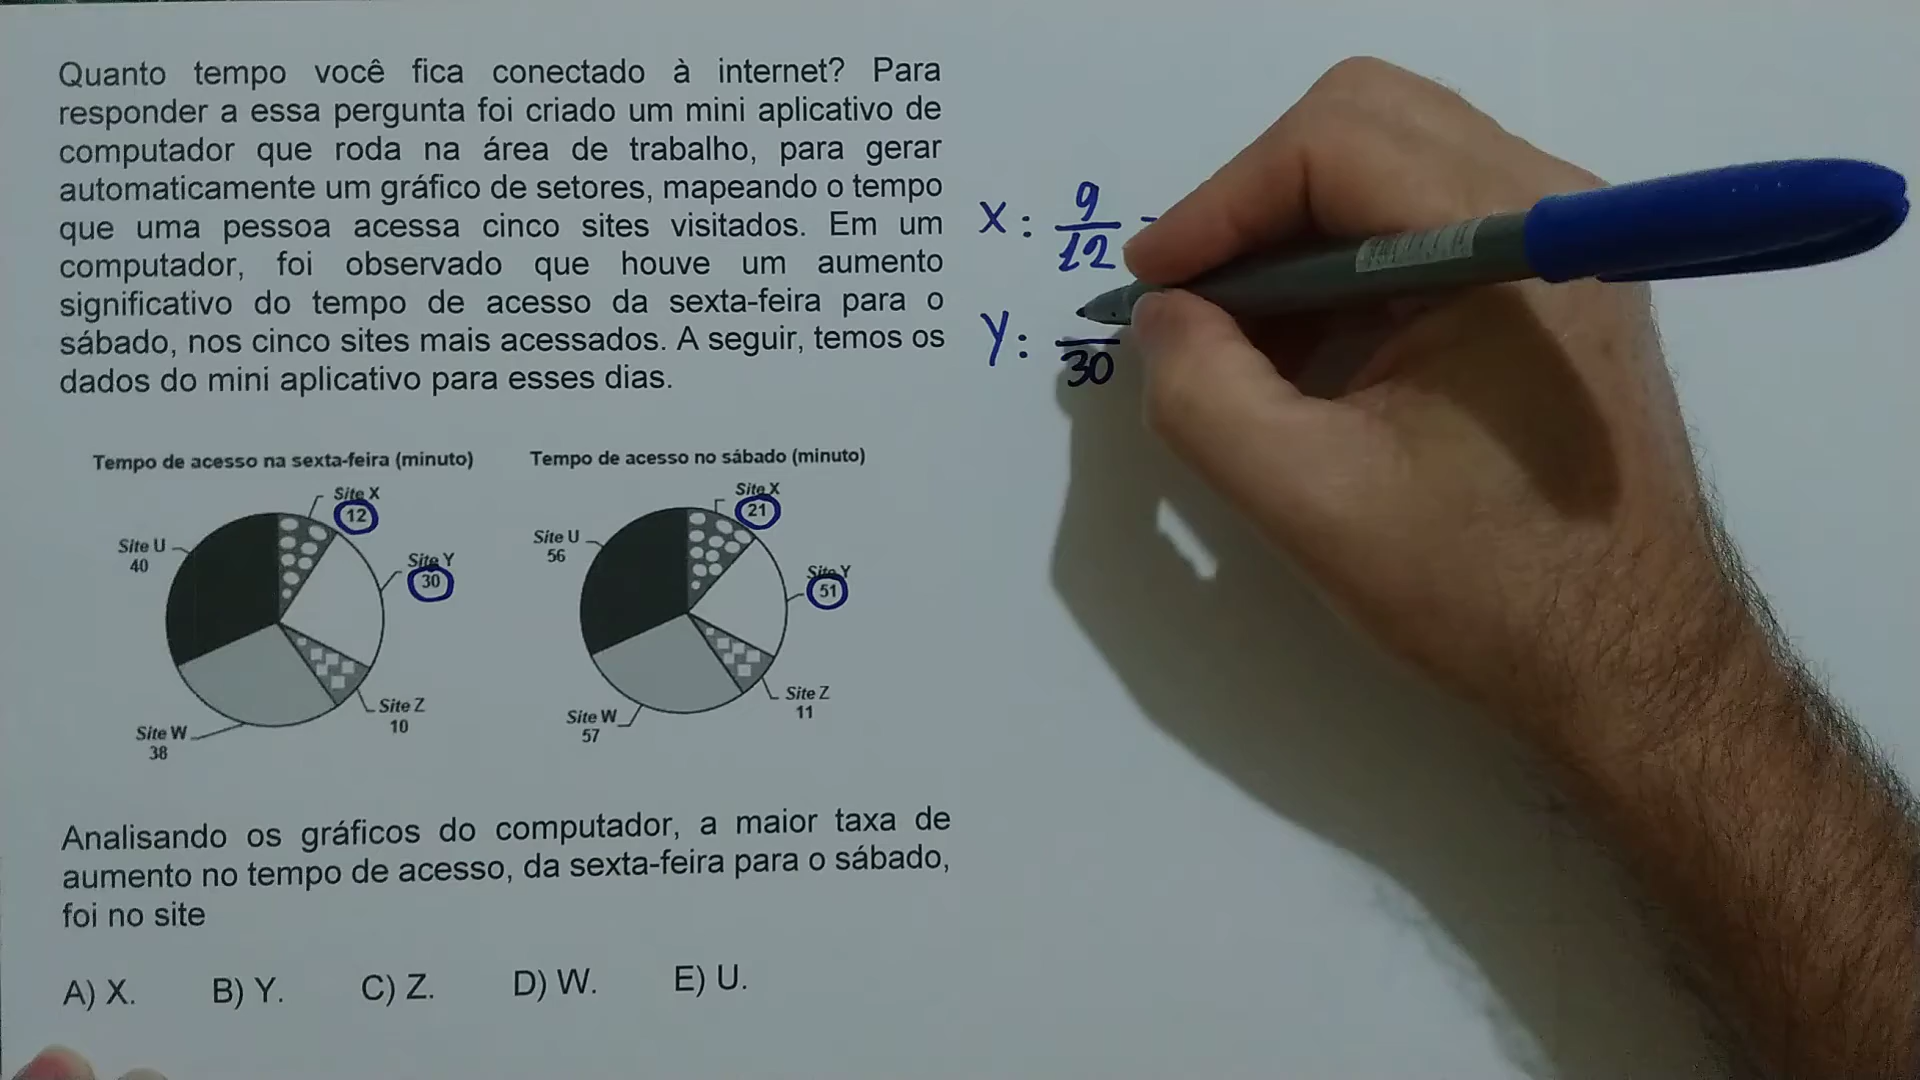 Quanto tempo você fica conectado à internet? Para
responder a essa pergunta foi criado um mini aplicativo de
computador que roda na área de trabalho, para gerar
automaticamente um gráfico de setores, mapeando o tempo
que uma pessoa acessa cinco sites visitados. Em um
computador, foi observado que houve um aumento
significativo do tempo de acesso da sexta-feira para o
sábado, nos cinco sites mais acessados. A seguir, temos os
dados do mini aplicativo para esses dias.
X: 9/12
Y: /30
Tempo de acesso na sexta-feira (minuto)
Site X
12
Site Y
30
Site Z
10
Site W
38
Site U
40
Tempo de acesso no sábado (minuto)
Site X
21
Site Y
51
Site Z
11
Site W
57
Site U
56
Analisando os gráficos do computador, a maior taxa de
aumento no tempo de acesso, da sexta-feira para o sábado,
foi no site
A) X. B) Y. C) Z. D) W. E) U.